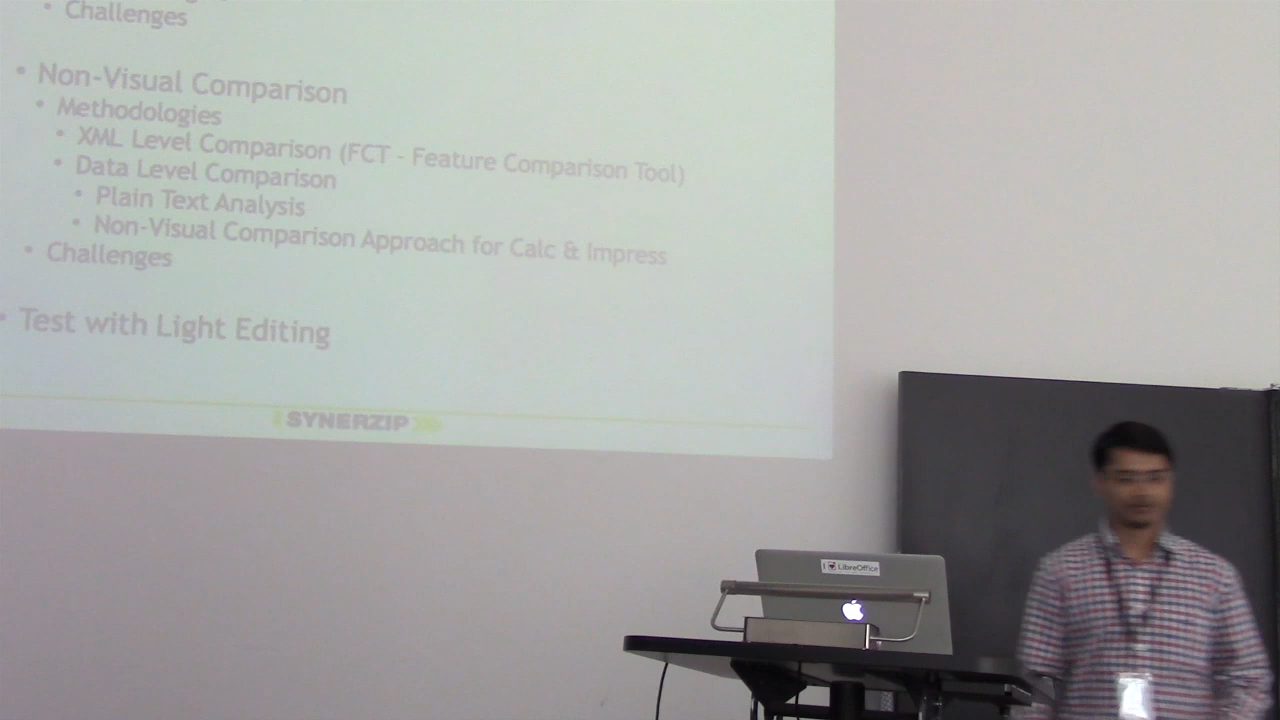 • Challenges
• Non-Visual Comparison
• Methodologies
• XML Level Comparison (FCT - Feature Comparison Tool)
• Data Level Comparison
• Plain Text Analysis
• Non-Visual Comparison Approach for Calc & Impress
• Challenges
• Test with Light Editing
SYNERZIP
I LibreOffice